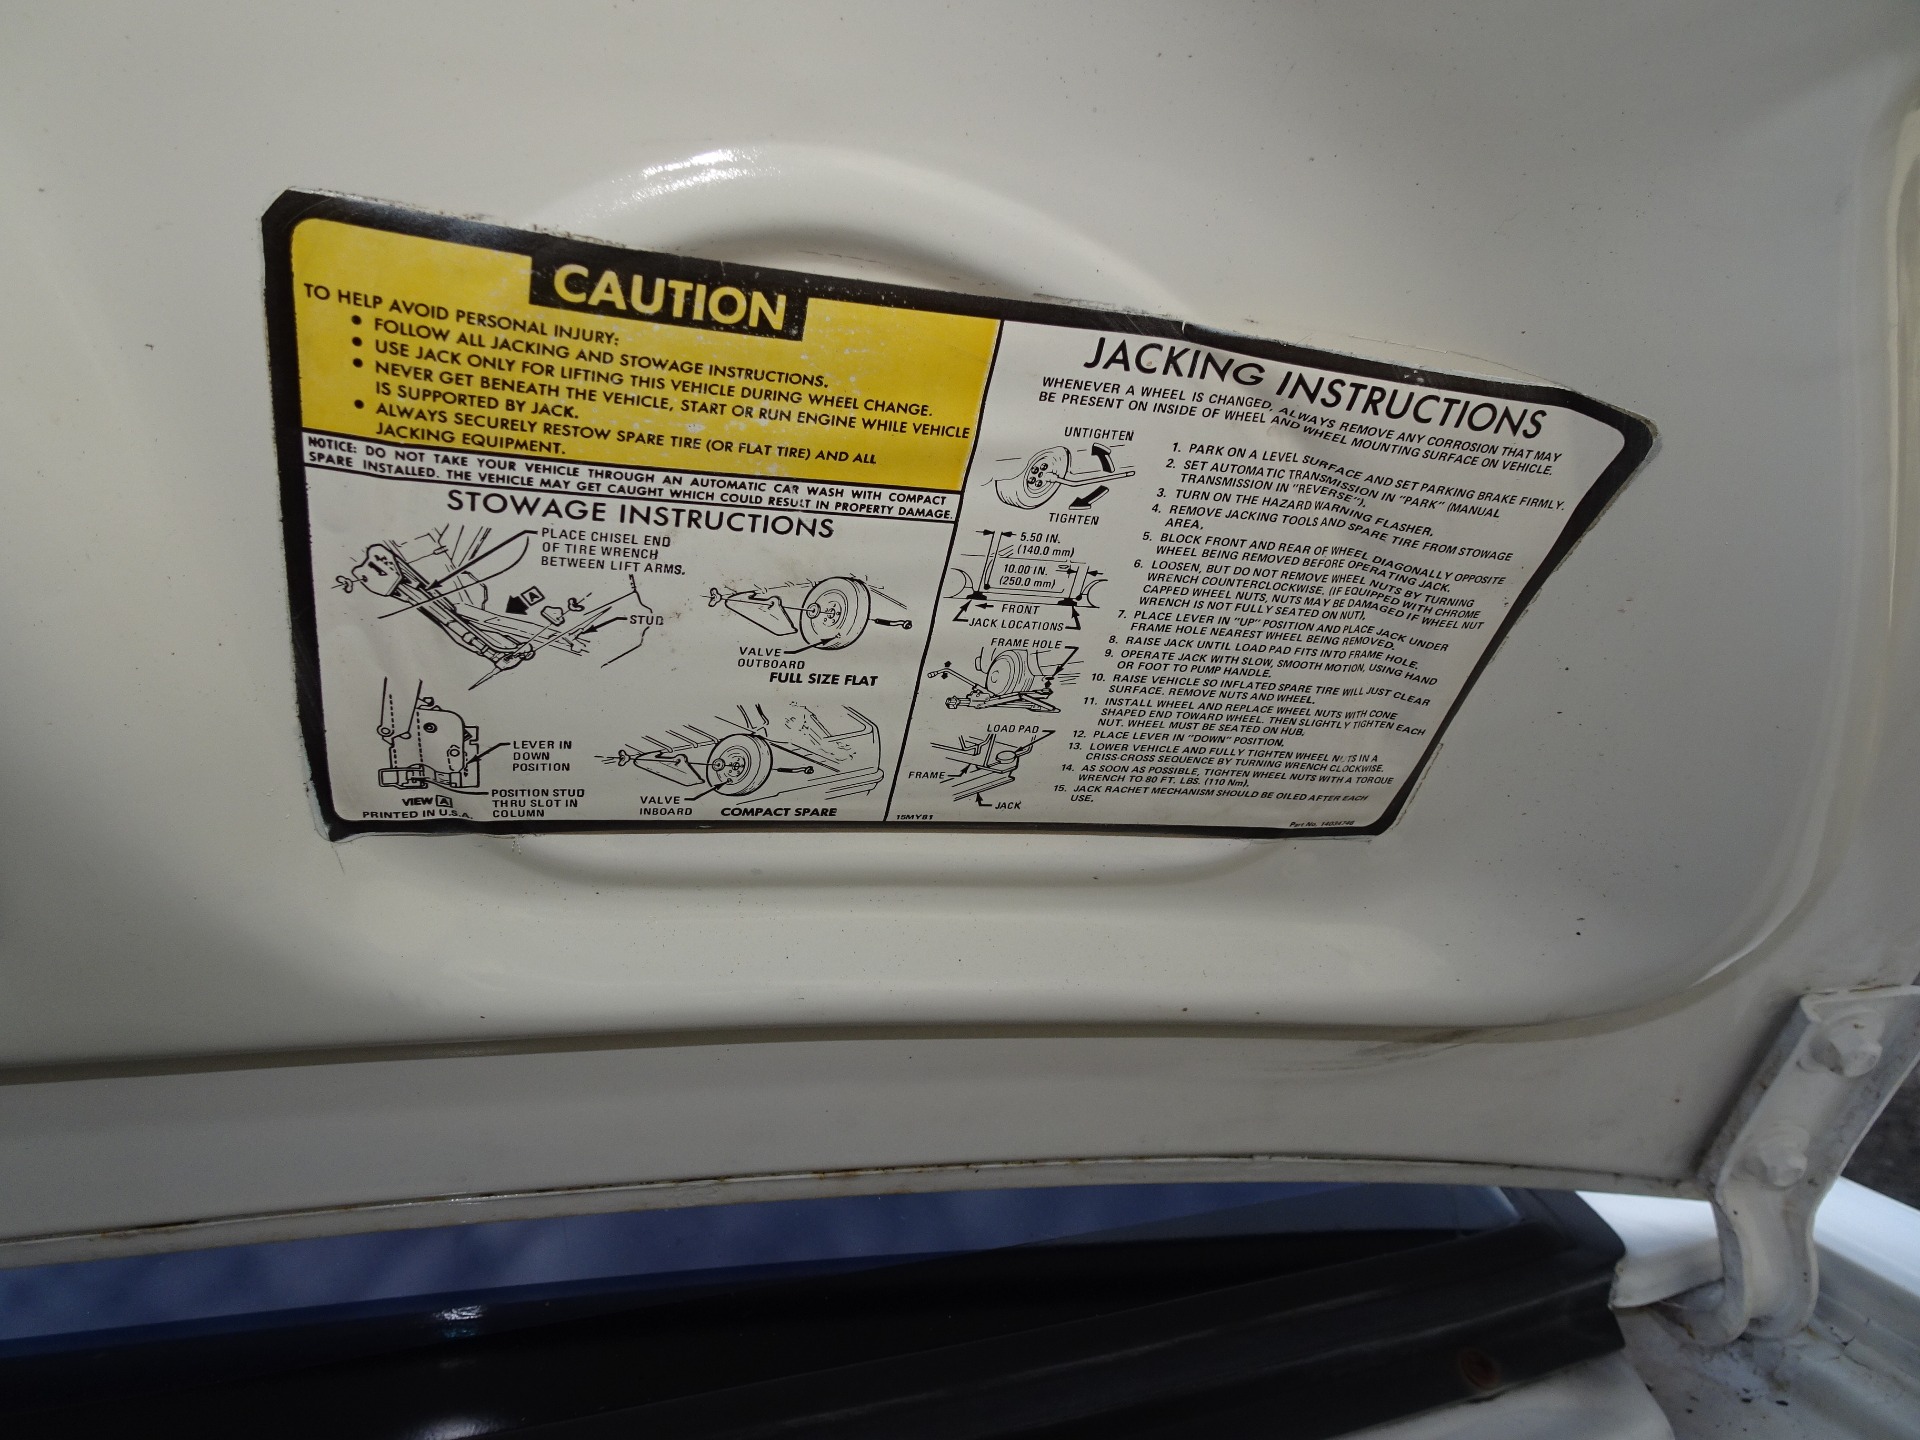 CAUTION
TO HELP AVOID PERSONAL INJURY:
• FOLLOW ALL JACKING AND STOWAGE INSTRUCTIONS.
• USE JACK ONLY FOR LIFTING THIS VEHICLE DURING WHEEL CHANGE.
• NEVER GET BENEATH THE VEHICLE, START OR RUN ENGINE WHILE VEHICLE
IS SUPPORTED BY JACK.
• ALWAYS SECURELY RESTOW SPARE TIRE (OR FLAT TIRE) AND ALL
JACKING EQUIPMENT.
NOTICE: DO NOT TAKE YOUR VEHICLE THROUGH AN AUTOMATIC CAR WASH WITH COMPACT
SPARE INSTALLED. THE VEHICLE MAY GET CAUGHT WHICH COULD RESULT IN PROPERTY DAMAGE.
STOWAGE INSTRUCTIONS
PLACE CHISEL END
OF TIRE WRENCH
BETWEEN LIFT ARMS.
A
STUD
VALVE
OUTBOARD
FULL SIZE FLAT
LEVER IN
DOWN
POSITION
POSITION STUD
THRU SLOT IN
COLUMN
VIEW A
PRINTED IN U.S.A.
VALVE
INBOARD
COMPACT SPARE
JACKING INSTRUCTIONS
WHENEVER A WHEEL IS CHANGED, ALWAYS REMOVE ANY CORROSION THAT MAY
BE PRESENT ON INSIDE OF WHEEL AND WHEEL MOUNTING SURFACE ON VEHICLE.
UNTIGHTEN
TIGHTEN
5.50 IN.
(140.0 mm)
10.00 IN.
(250.0 mm)
FRONT
JACK LOCATIONS
FRAME HOLE
LOAD PAD
FRAME
JACK
1. PARK ON A LEVEL SURFACE AND SET PARKING BRAKE FIRMLY.
2. SET AUTOMATIC TRANSMISSION IN "PARK" (MANUAL
TRANSMISSION IN "REVERSE").
3. TURN ON THE HAZARD WARNING FLASHER.
4. REMOVE JACKING TOOLS AND SPARE TIRE FROM STOWAGE
AREA.
5. BLOCK FRONT AND REAR OF WHEEL DIAGONALLY OPPOSITE
WHEEL BEING REMOVED BEFORE OPERATING JACK.
6. LOOSEN, BUT DO NOT REMOVE WHEEL NUTS BY TURNING
WRENCH COUNTERCLOCKWISE. (IF EQUIPPED WITH CHROME
CAPPED WHEEL NUTS, NUTS MAY BE DAMAGED IF WHEEL NUT
WRENCH IS NOT FULLY SEATED ON NUT).
7. PLACE LEVER IN "UP" POSITION AND PLACE JACK UNDER
FRAME HOLE NEAREST WHEEL BEING REMOVED.
8. RAISE JACK UNTIL LOAD PAD FITS INTO FRAME HOLE.
9. OPERATE JACK WITH SLOW, SMOOTH MOTION, USING HAND
OR FOOT TO PUMP HANDLE.
10. RAISE VEHICLE SO INFLATED SPARE TIRE WILL JUST CLEAR
SURFACE. REMOVE NUTS AND WHEEL.
11. INSTALL WHEEL AND REPLACE WHEEL NUTS WITH CONE
SHAPED END TOWARD WHEEL. THEN SLIGHTLY TIGHTEN EACH
NUT. WHEEL MUST BE SEATED ON HUB.
12. PLACE LEVER IN "DOWN" POSITION.
13. LOWER VEHICLE AND FULLY TIGHTEN WHEEL NUTS IN A
CRISS-CROSS SEQUENCE BY TURNING WRENCH CLOCKWISE.
14. AS SOON AS POSSIBLE, TIGHTEN WHEEL NUTS WITH A TORQUE
WRENCH TO 80 FT. LBS. (110 Nm).
15. JACK RACHET MECHANISM SHOULD BE OILED AFTER EACH
USE.
15MY81
Part No. 14034746